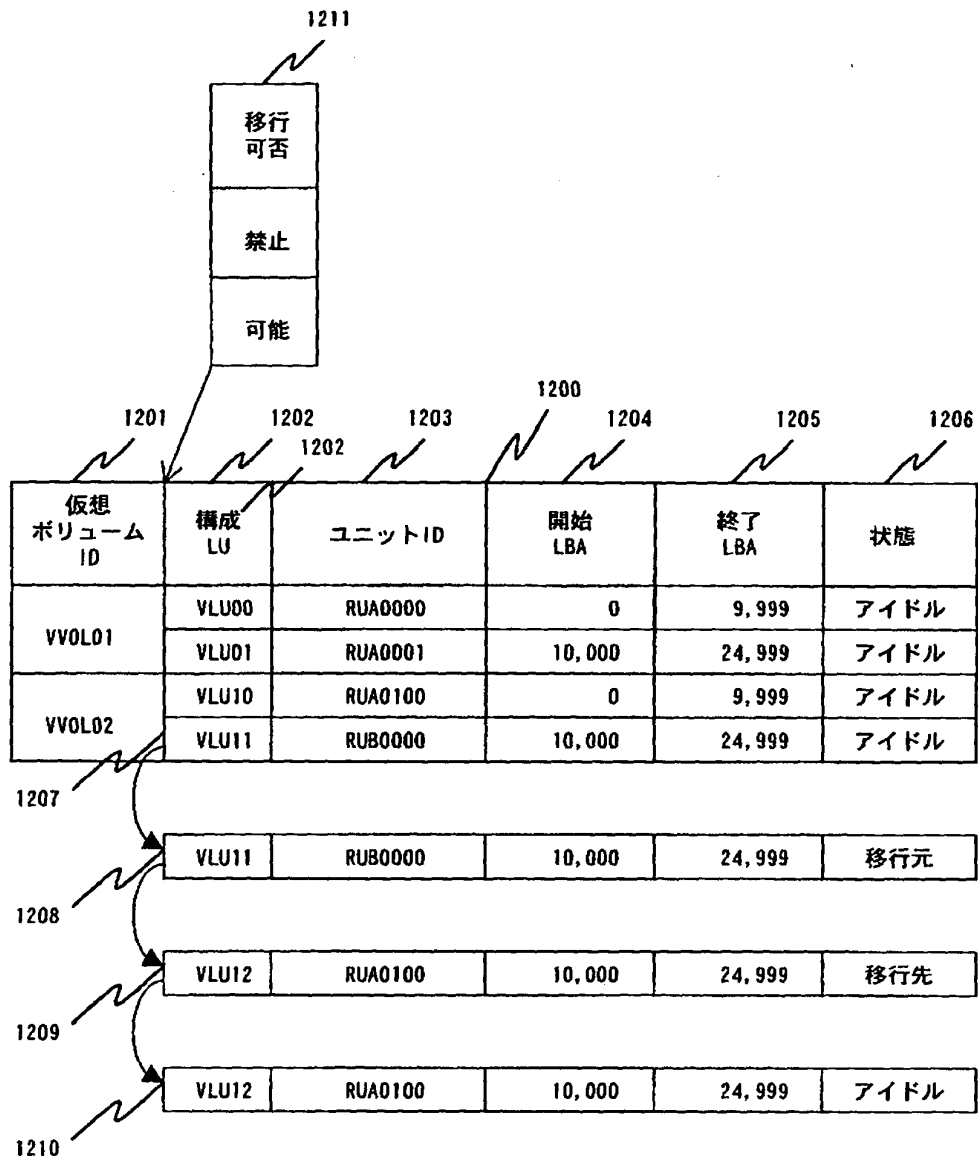 1211
移行
可否
禁止
可能
1201
1202
1202
1203
1200
1204
1205
1206
仮想
ボリューム
ID
構成
LU
ユニットID
開始
LBA
終了
LBA
状態
VVOL01
VLU00 RUA0000 0 9,999 アイドル
VLU01 RUA0001 10,000 24,999 アイドル
VVOL02
VLU10 RUA0100 0 9,999 アイドル
VLU11 RUB0000 10,000 24,999 アイドル
1207
VLU11 RUB0000 10,000 24,999 移行元
1208
VLU12 RUA0100 10,000 24,999 移行先
1209
VLU12 RUA0100 10,000 24,999 アイドル
1210